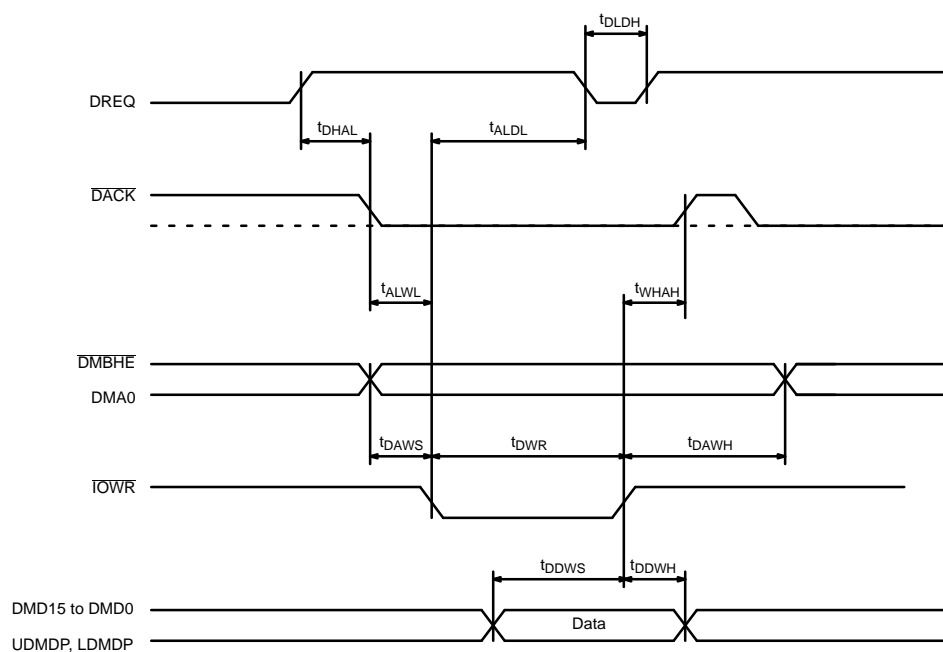 tDLDH
DREQ
tDHAL
tALDL
DACK
tALWL
tWHAH
DMBHE
DMA0
tDAWS
tDWR
tDAWH
IOWR
tDDWS
tDDWH
DMD15 to DMD0
Data
UDMDP, LDMDP